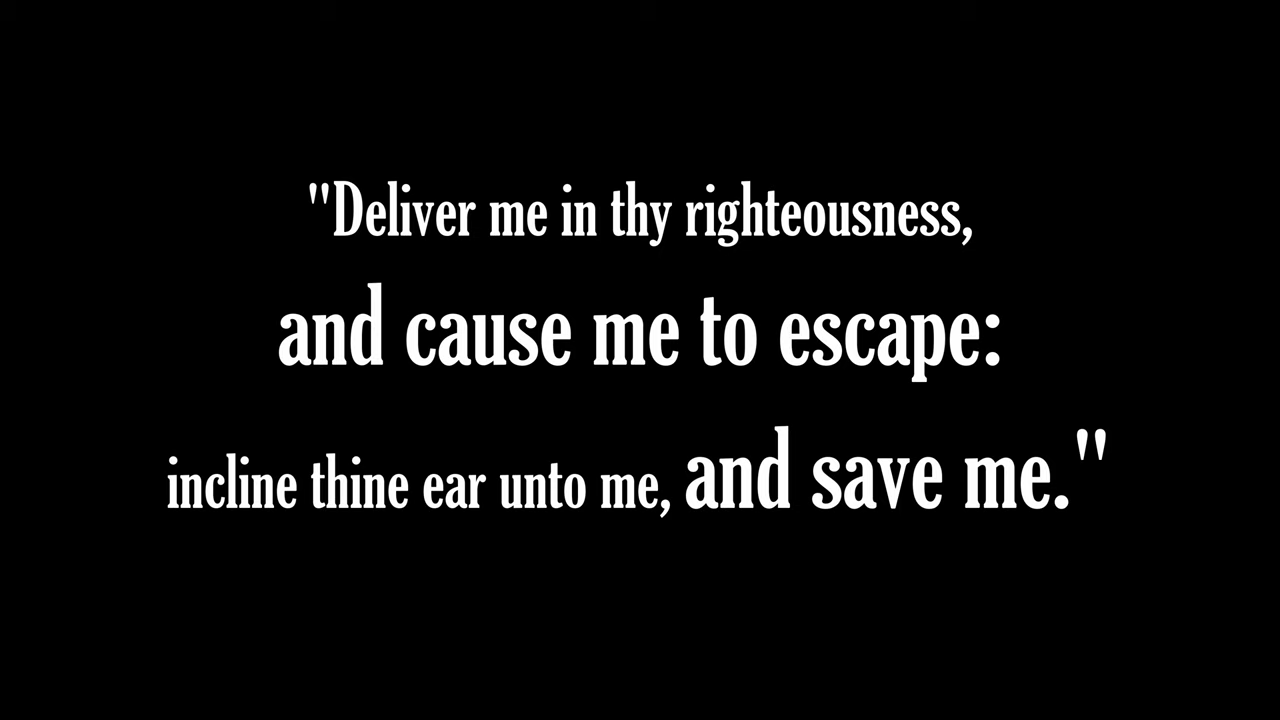 "Deliver me in thy righteousness,
and cause me to escape:
incline thine ear unto me, and save me."